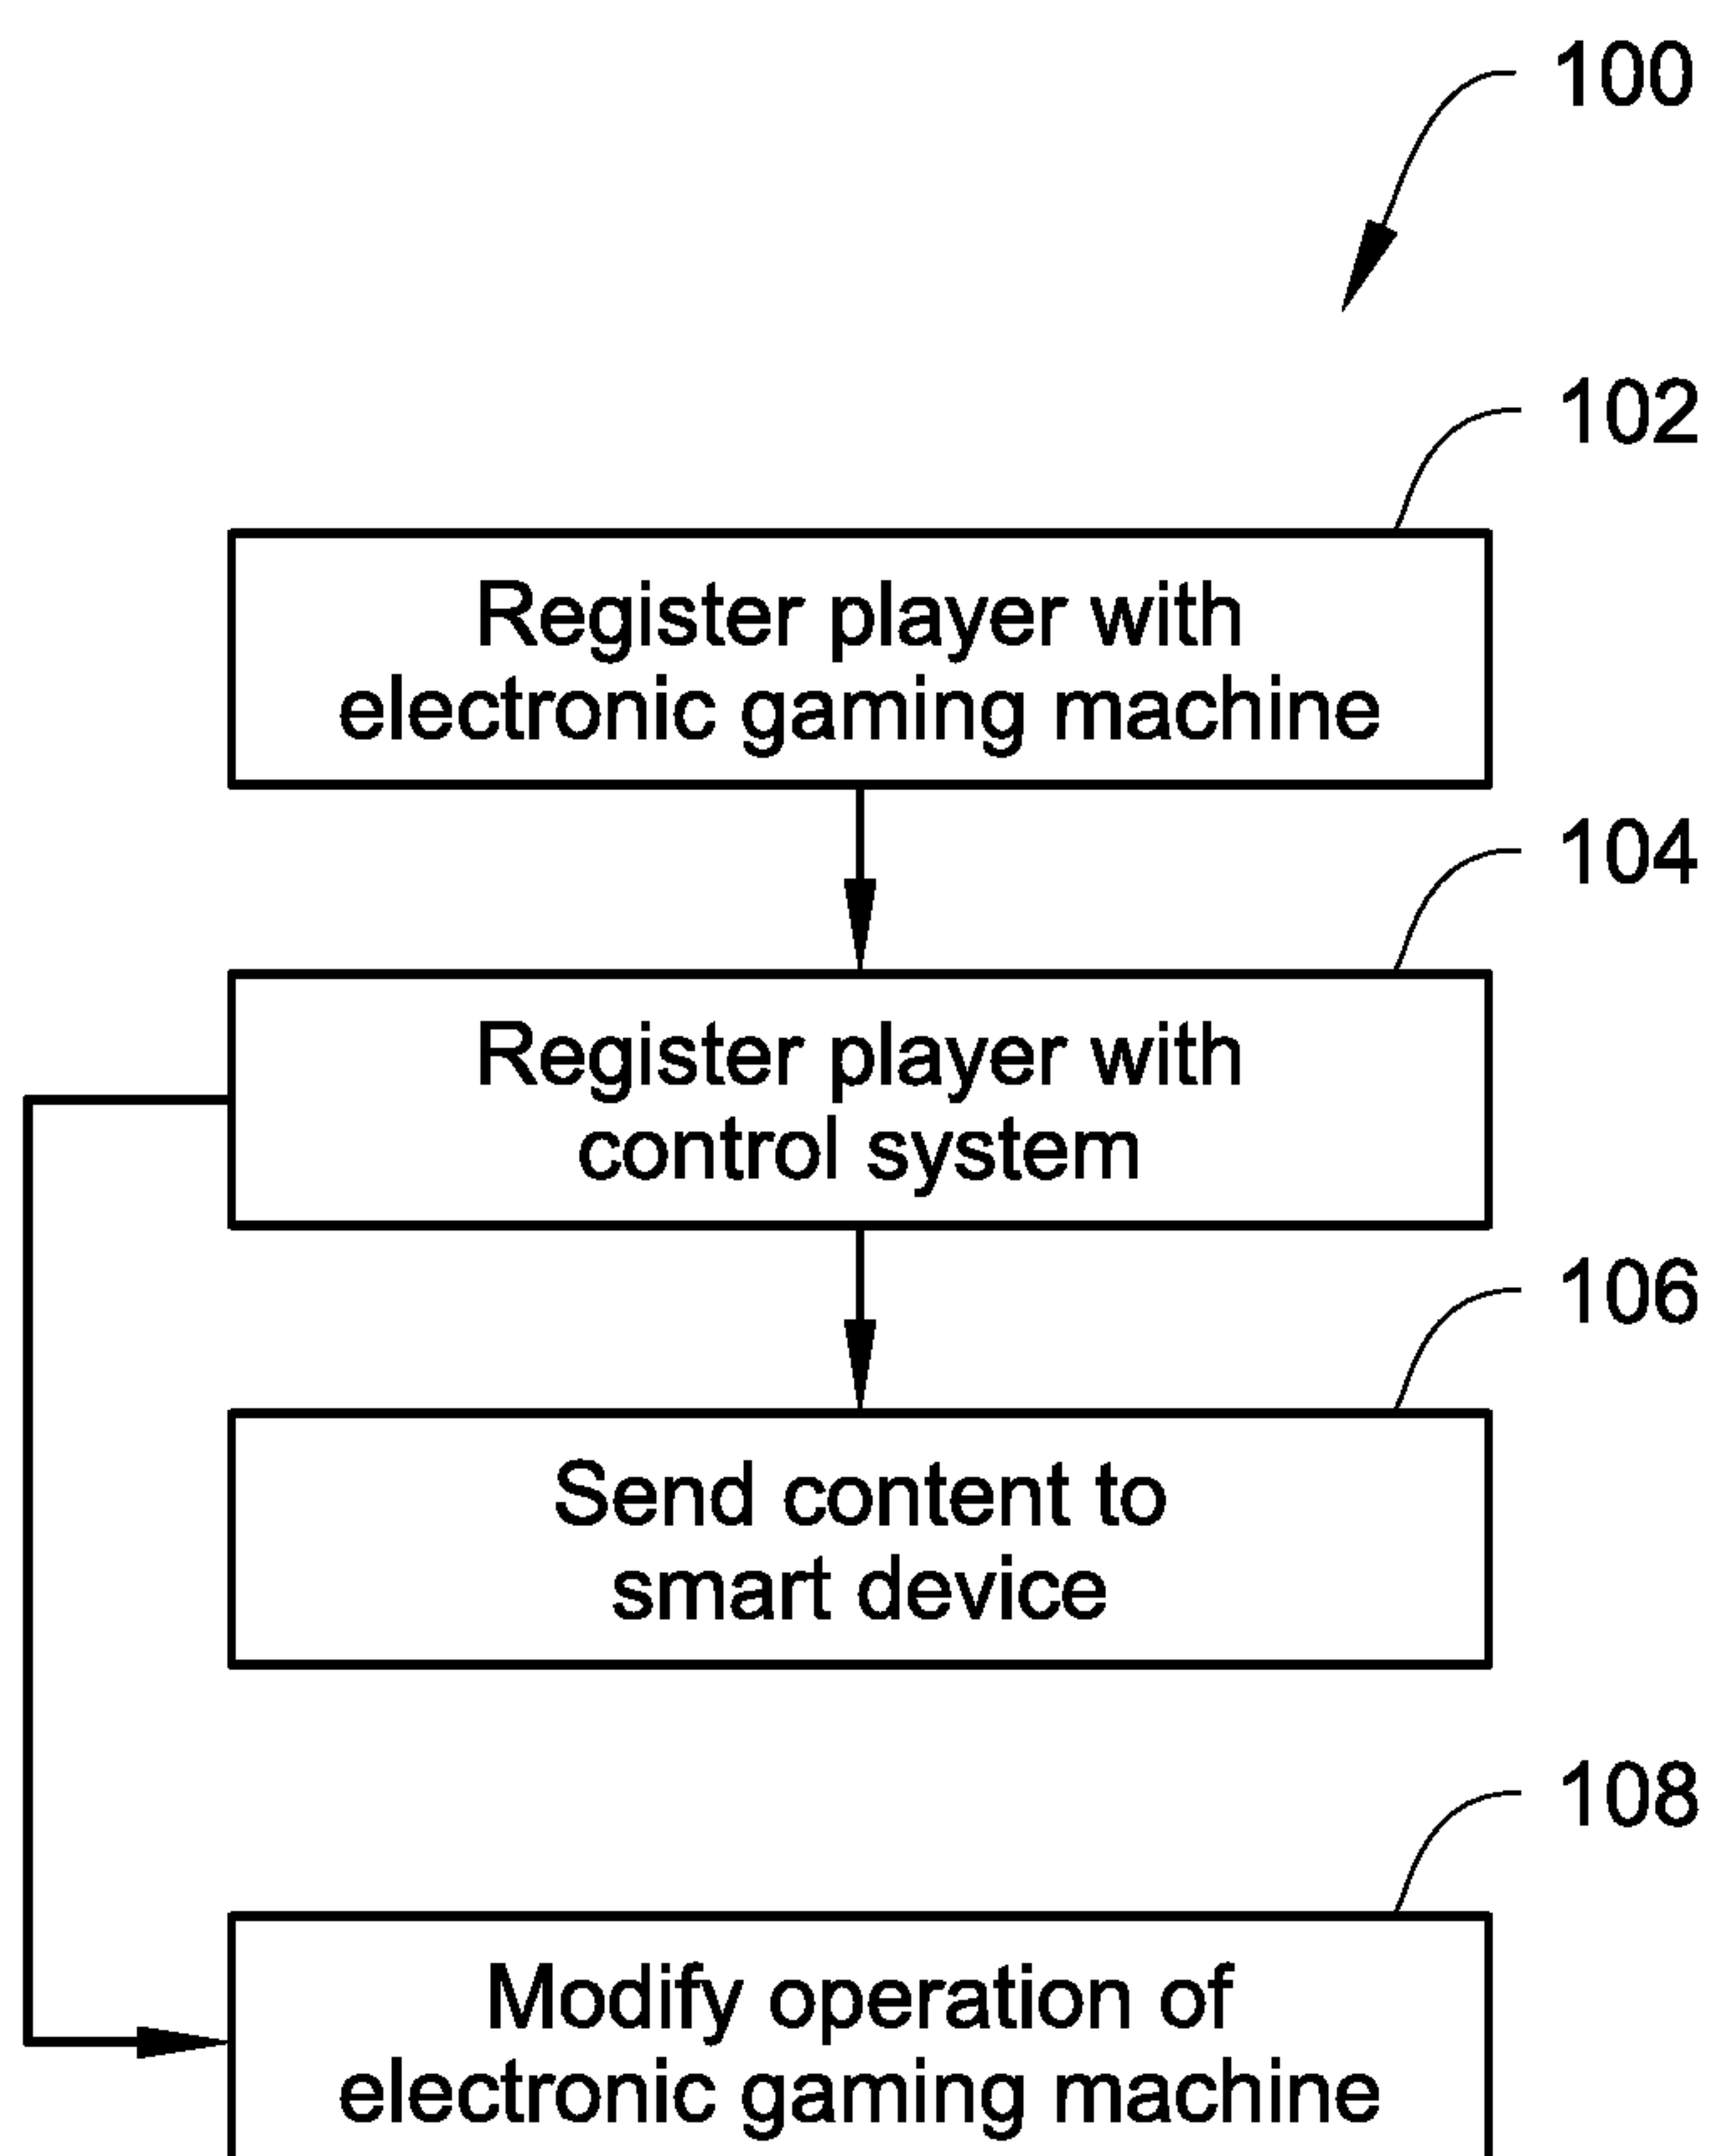 100
102
Register player with
electronic gaming machine
104
Register player with
control system
106
Send content to
smart device
108
Modify operation of
electronic gaming machine